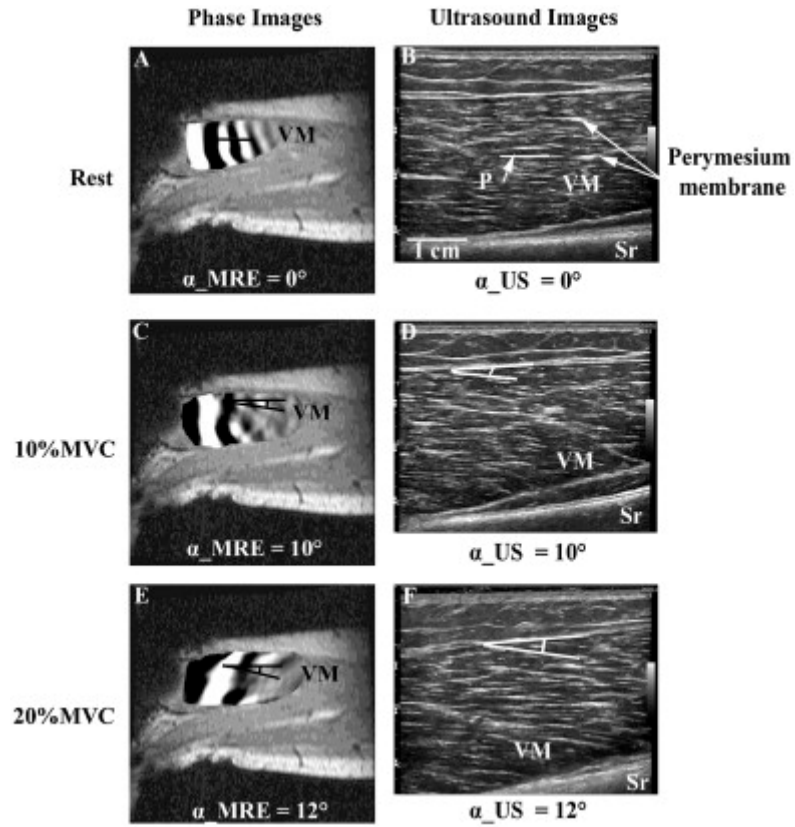 Phase Images Ultrasound Images
A B
VM
Rest
P
VM
Perymesium
membrane
1 cm
Sr
α_MRE = 0° α_US = 0°
C D
VM
10%MVC
VM
Sr
α_MRE = 10° α_US = 10°
E F
VM
20%MVC
VM
Sr
α_MRE = 12° α_US = 12°